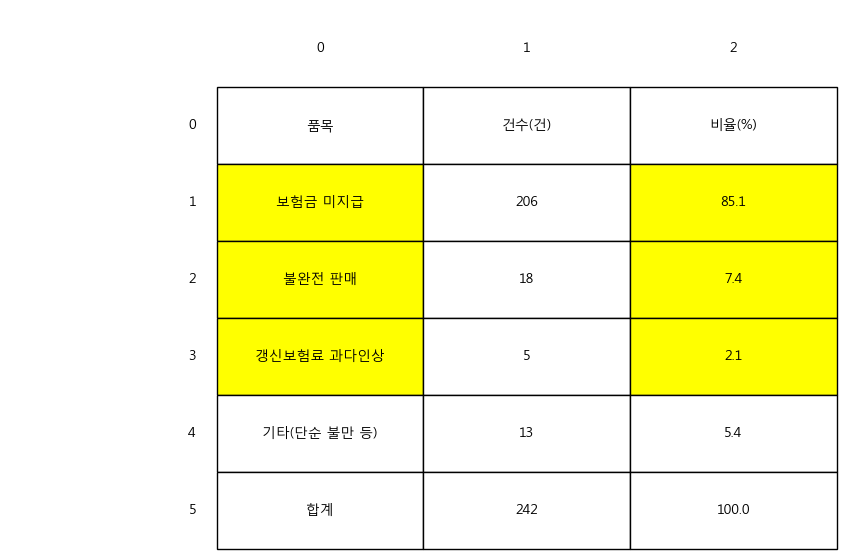 0 1 2
0 품목 건수(건) 비율(%)
1 보험금 미지급 206 85.1
2 불완전 판매 18 7.4
3 갱신보험료 과다인상 5 2.1
4 기타(단순 불만 등) 13 5.4
5 합계 242 100.0